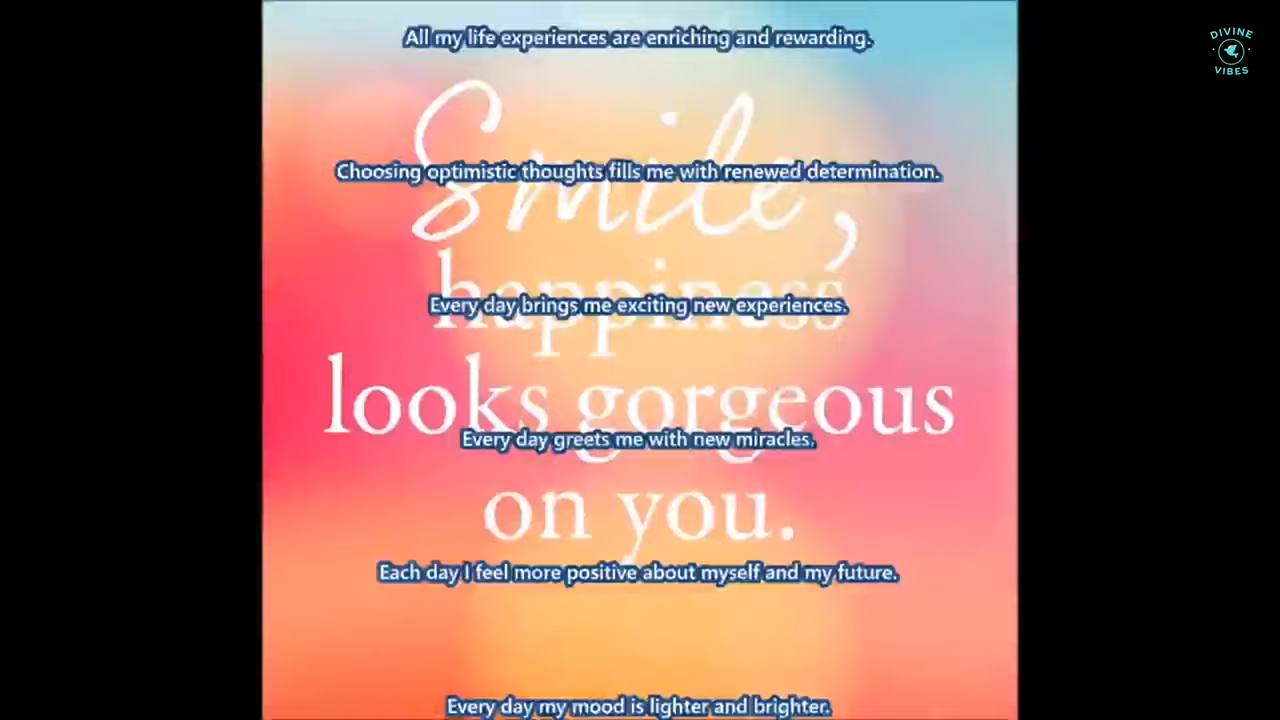 All my life experiences are enriching and rewarding.
Smile,
Choosing optimistic thoughts fills me with renewed determination.
happiness
Every day brings me exciting new experiences.
looks gorgeous
Every day greets me with new miracles.
on you.
Each day I feel more positive about myself and my future.
Every day my mood is lighter and brighter.
DIVINE
VIBES